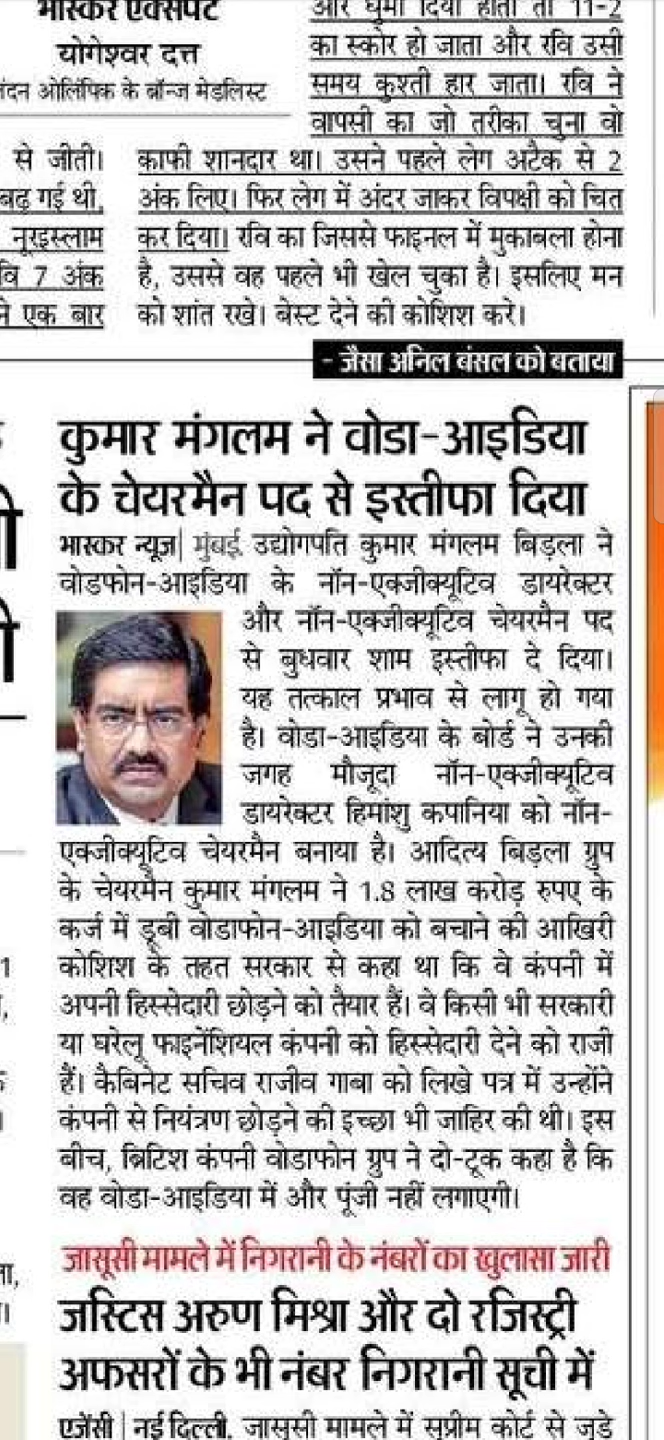 भास्कर एक्सपर्ट
योगेश्वर दत्त
लंदन ओलिंपिक के ब्रॉन्ज मेडलिस्ट
से जीती।
बढ़ गई थी,
नूरइस्लाम
वि 7 अंक
ने एक बार
और घुमा दिया होता तो 11-2
का स्कोर हो जाता और रवि उसी
समय कुश्ती हार जाता। रवि ने
वापसी का जो तरीका चुना वो
काफी शानदार था। उसने पहले लेग अटैक से 2
अंक लिए। फिर लेग में अंदर जाकर विपक्षी को चित
कर दिया। रवि का जिससे फाइनल में मुकाबला होना
है, उससे वह पहले भी खेल चुका है। इसलिए मन
को शांत रखे। बेस्ट देने की कोशिश करे।
- जैसा अनिल बंसल को बताया
कुमार मंगलम ने वोडा-आइडिया
के चेयरमैन पद से इस्तीफा दिया
भास्कर न्यूज| मुंबई. उद्योगपति कुमार मंगलम बिड़ला ने
वोडफोन-आइडिया के नॉन-एक्जीक्यूटिव डायरेक्टर
और नॉन-एक्जीक्यूटिव चेयरमैन पद
से बुधवार शाम इस्तीफा दे दिया।
यह तत्काल प्रभाव से लागू हो गया
है। वोडा-आइडिया के बोर्ड ने उनकी
जगह मौजूदा नॉन-एक्जीक्यूटिव
डायरेक्टर हिमांशु कपानिया को नॉन-
एक्जीक्यूटिव चेयरमैन बनाया है। आदित्य बिड़ला ग्रुप
के चेयरमैन कुमार मंगलम ने 1.8 लाख करोड़ रुपए के
कर्ज में डूबी वोडाफोन-आइडिया को बचाने की आखिरी
कोशिश के तहत सरकार से कहा था कि वे कंपनी में
अपनी हिस्सेदारी छोड़ने को तैयार हैं। वे किसी भी सरकारी
या घरेलू फाइनेंशियल कंपनी को हिस्सेदारी देने को राजी
हैं। कैबिनेट सचिव राजीव गाबा को लिखे पत्र में उन्होंने
कंपनी से नियंत्रण छोड़ने की इच्छा भी जाहिर की थी। इस
बीच, ब्रिटिश कंपनी वोडाफोन ग्रुप ने दो-टूक कहा है कि
वह वोडा-आइडिया में और पूंजी नहीं लगाएगी।
जासूसी मामले में निगरानी के नंबरों का खुलासा जारी
जस्टिस अरुण मिश्रा और दो रजिस्ट्री
अफसरों के भी नंबर निगरानी सूची में
एजेंसी | नई दिल्ली. जासूसी मामले में सुप्रीम कोर्ट से जुड़े